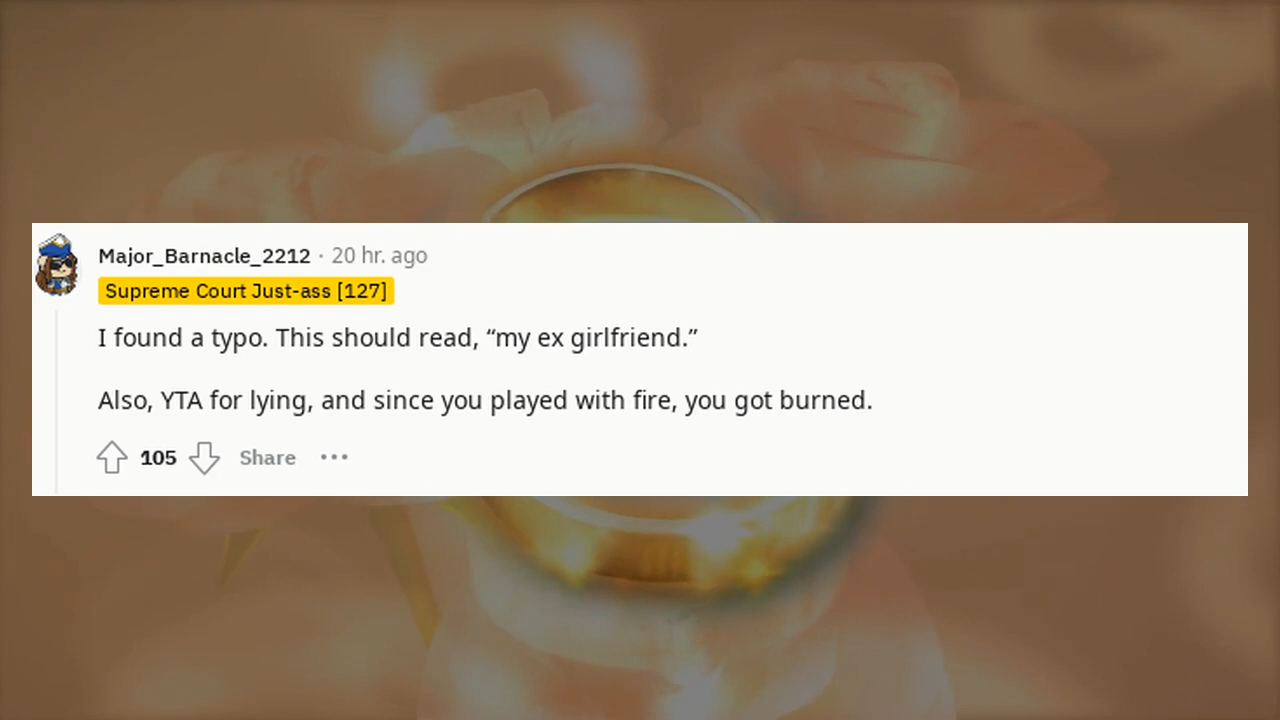 Major_Barnacle_2212 · 20 hr. ago
Supreme Court Just-ass [127]
I found a typo. This should read, “my ex girlfriend.”
Also, YTA for lying, and since you played with fire, you got burned.
105 Share •••